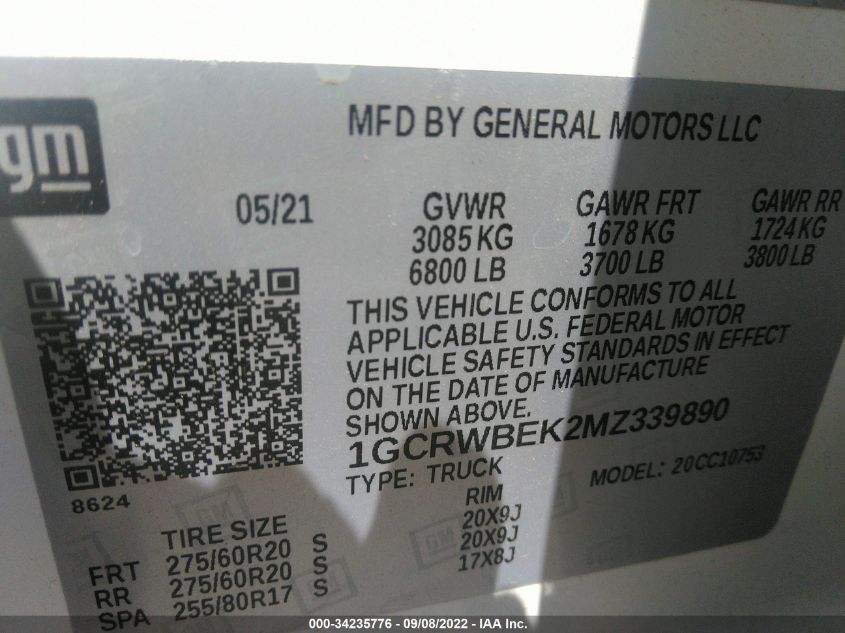 gm
MFD BY GENERAL MOTORS LLC
05/21
GVWR GAWR FRT GAWR RR
3085 KG 1678 KG 1724 KG
6800 LB 3700 LB 3800 LB
THIS VEHICLE CONFORMS TO ALL
APPLICABLE U.S. FEDERAL MOTOR
VEHICLE SAFETY STANDARDS IN EFFECT
ON THE DATE OF MANUFACTURE
SHOWN ABOVE.
1GCRWBEK2MZ339890
TYPE: TRUCK MODEL: 20CC10753
8624
TIRE SIZE RIM
FRT 275/60R20 S 20X9J
RR 275/60R20 S 20X9J
SPA 255/80R17 S 17X8J
GM
000-34235776 - 09/08/2022 - IAA Inc.